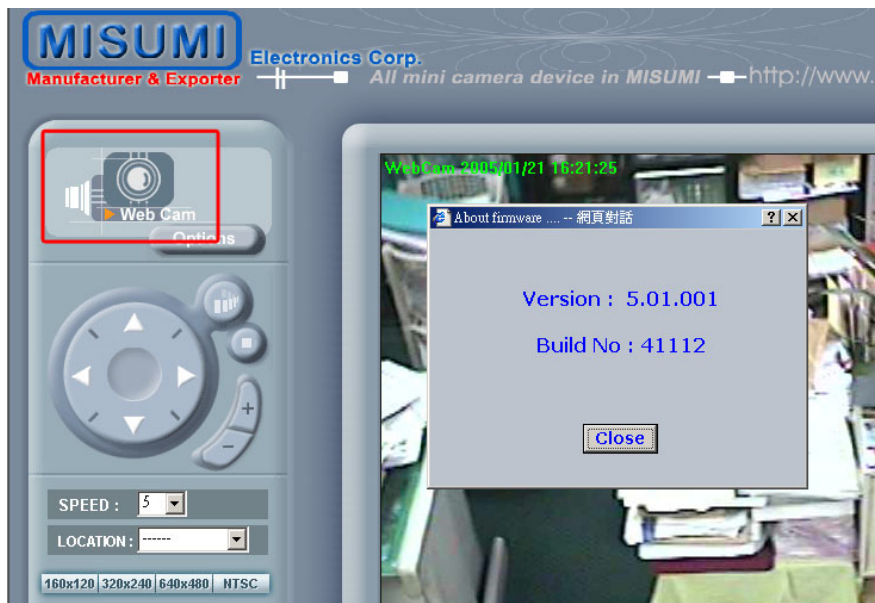 MISUMI
Electronics Corp.
Manufacturer & Exporter
All mini camera device in MISUMI
http://www.
Web Cam
Options
WebCam 2005/01/21 16:21:25
About firmware .... -- 網頁對話
Version : 5.01.001
Build No : 41112
Close
+
-
SPEED : 5
LOCATION : ------
160x120 320x240 640x480 NTSC